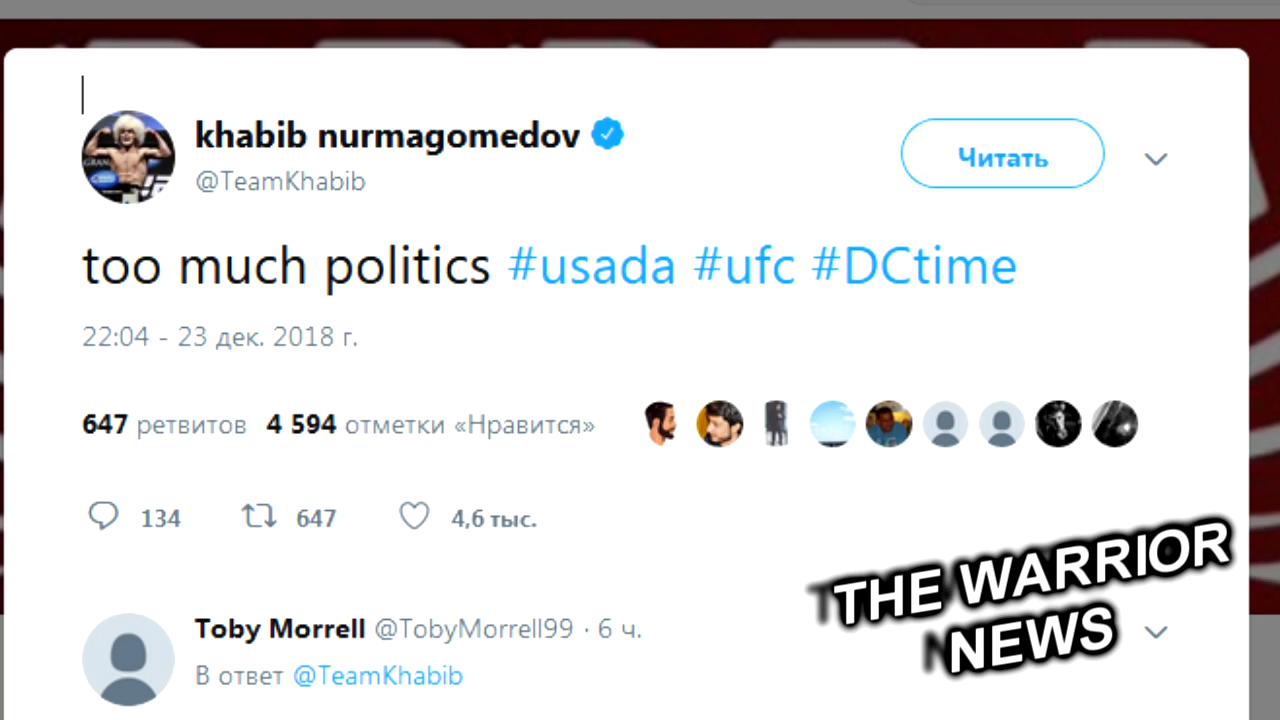 khabib nurmagomedov
@TeamKhabib
Читать
too much politics #usada #ufc #DCtime
22:04 - 23 дек. 2018 г.
647 ретвитов 4 594 отметки «Нравится»
134 647 4,6 тыс.
Toby Morrell @TobyMorrell99 · 6 ч.
В ответ @TeamKhabib
THE WARRIOR
NEWS